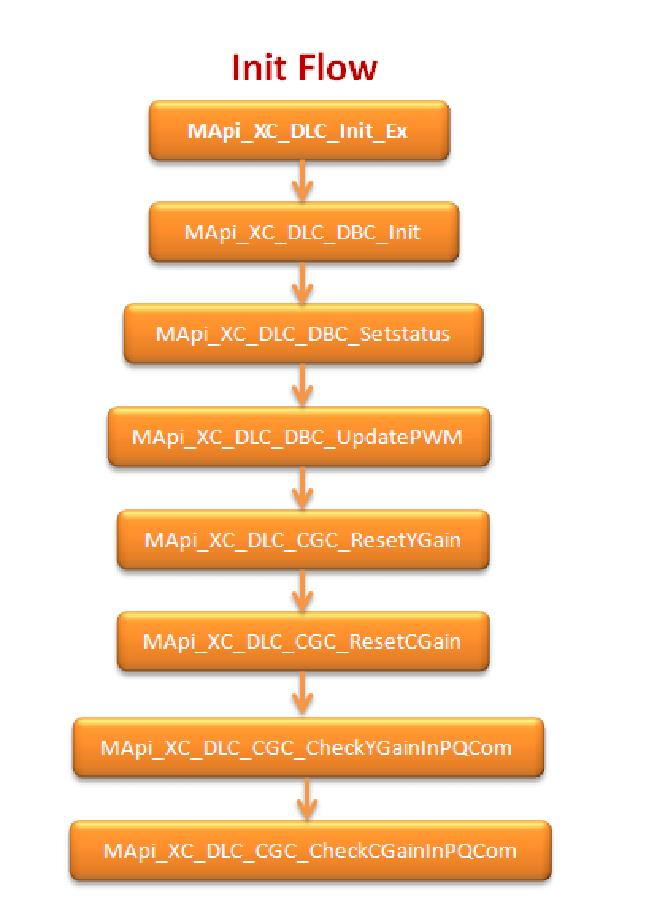 Init Flow
MApi_XC_DLC_Init_Ex
MApi_XC_DLC_DBC_Init
MApi_XC_DLC_DBC_Setstatus
MApi_XC_DLC_DBC_UpdatePWM
MApi_XC_DLC_CGC_ResetYGain
MApi_XC_DLC_CGC_ResetCGain
MApi_XC_DLC_CGC_CheckYGainInPQCom
MApi_XC_DLC_CGC_CheckCGainInPQCom